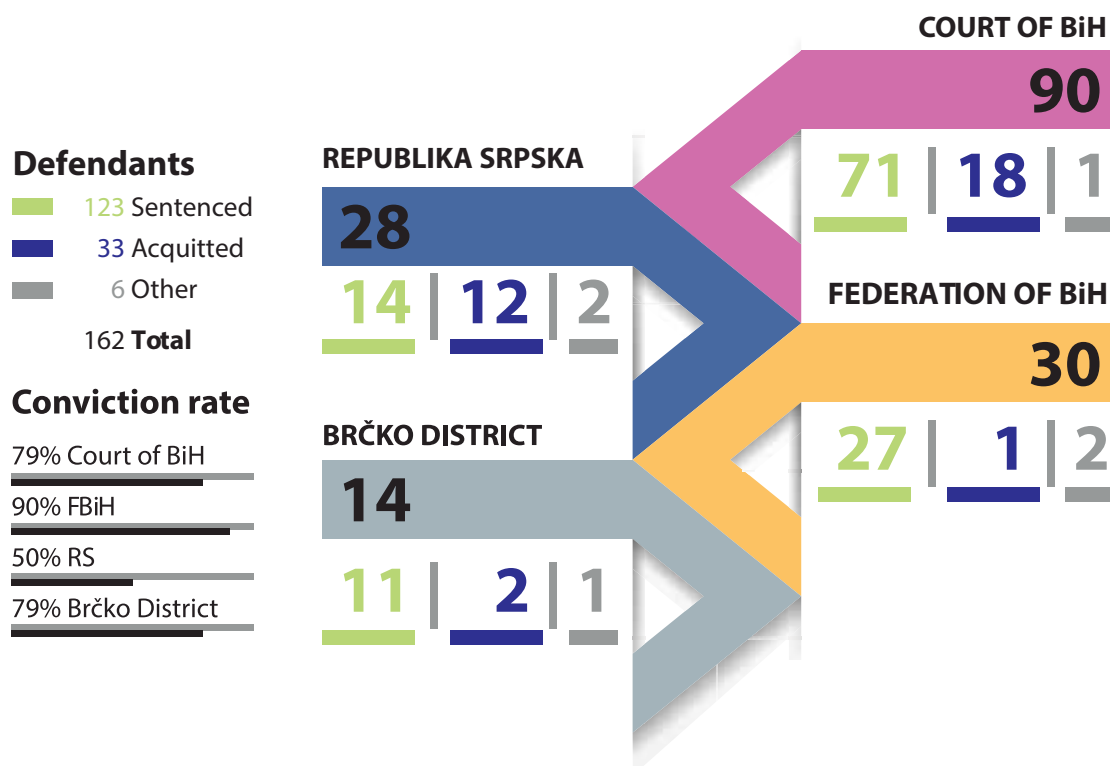 Defendants
123 Sentenced
33 Acquitted
6 Other
162 Total
Conviction rate
79% Court of BiH
90% FBiH
50% RS
79% Brčko District
REPUBLIKA SRPSKA
28
14 12 2
BRČKO DISTRICT
14
11 2 1
COURT OF BiH
90
71 18 1
FEDERATION OF BiH
30
27 1 2